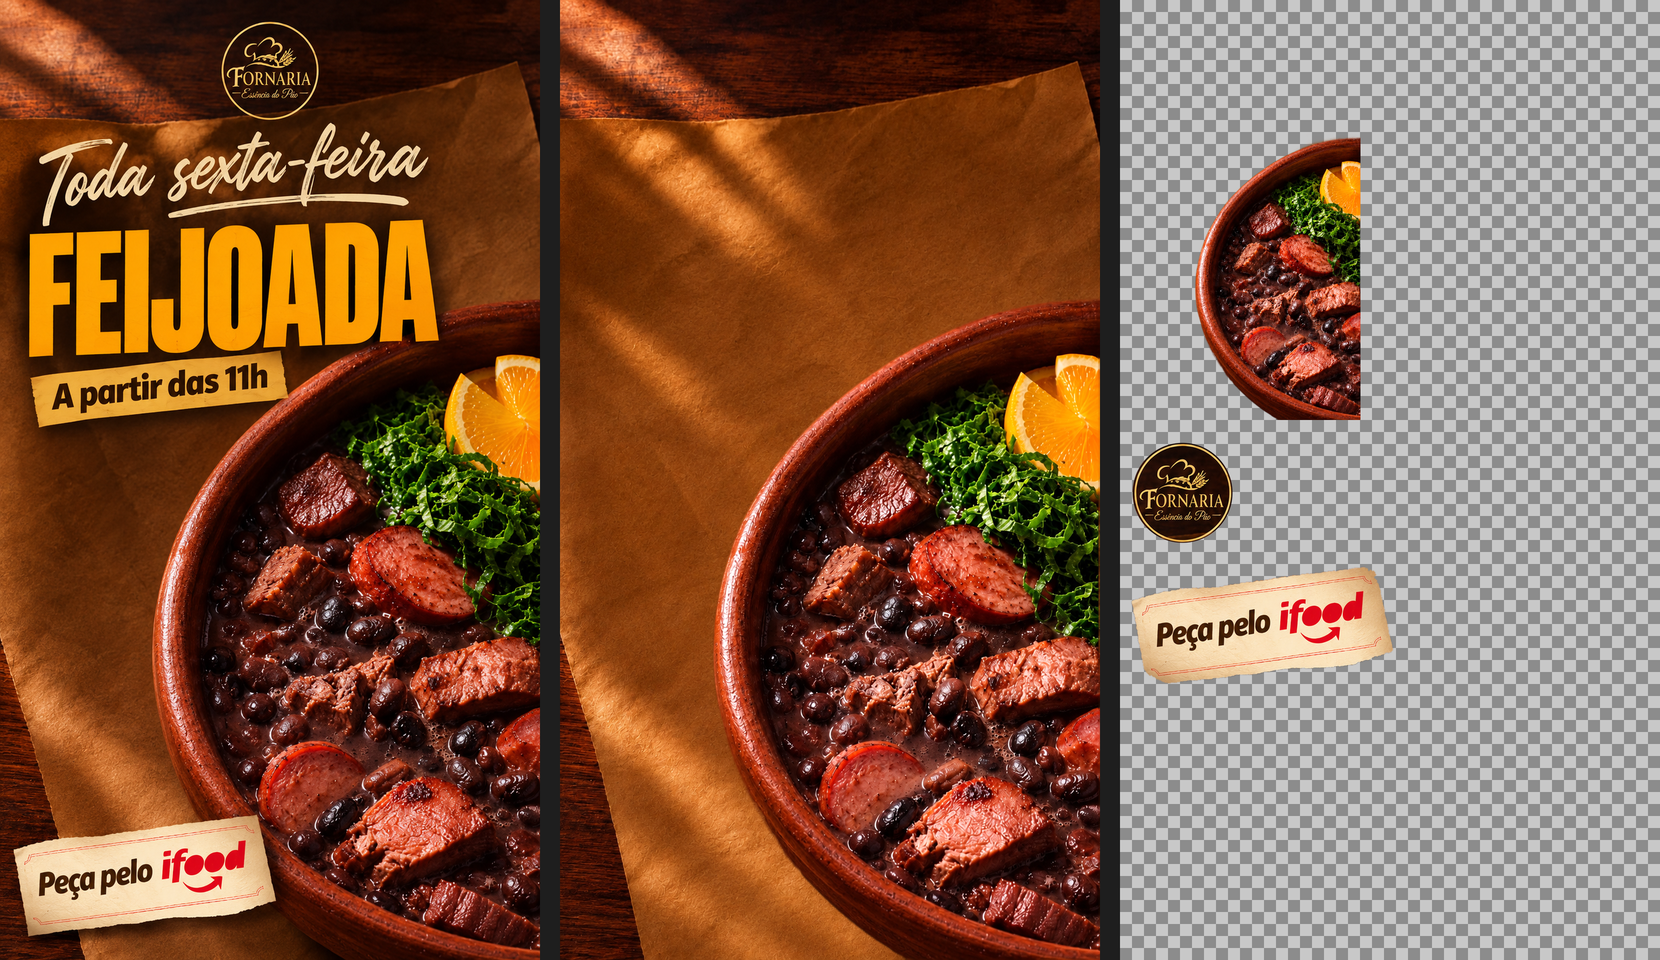 FORNARIA
Essência do Pão
Toda sexta-feira
FEIJOADA
A partir das 11h
Peça pelo ifood
FORNARIA
Essência do Pão
Peça pelo ifood